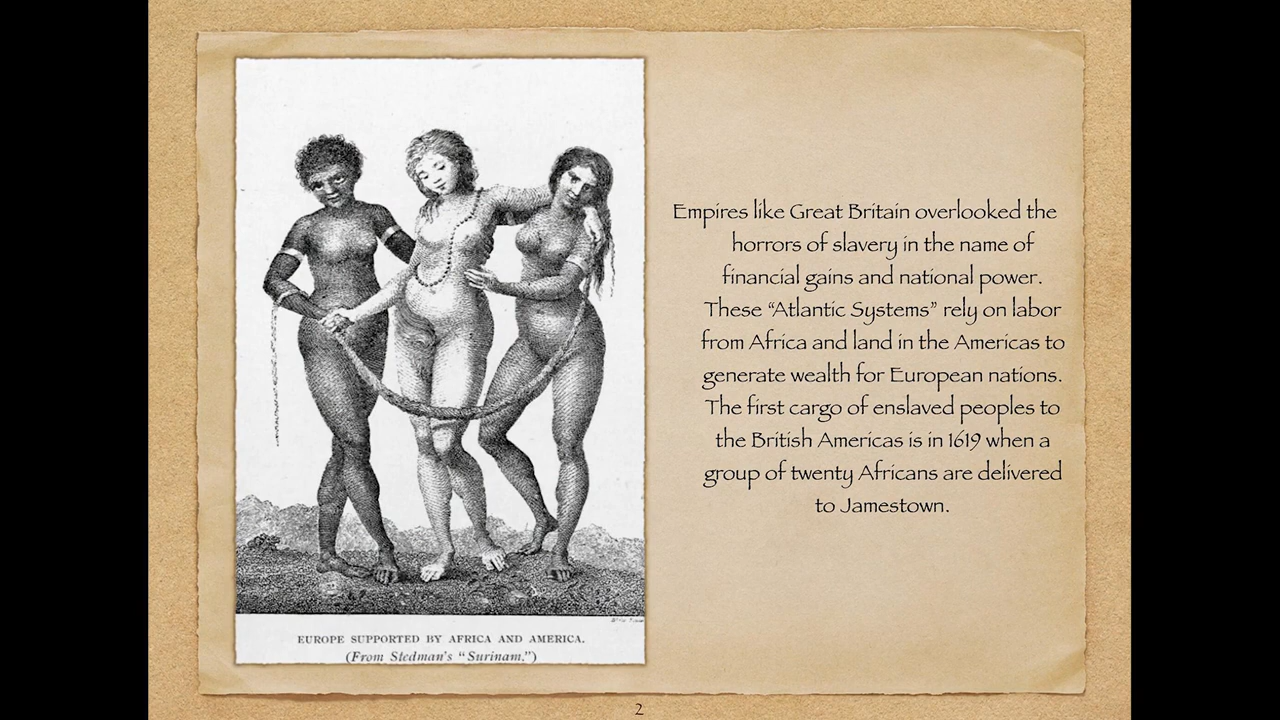 Empires like Great Britain overlooked the
horrors of slavery in the name of
financial gains and national power.
These “Atlantic Systems” rely on labor
from Africa and land in the Americas to
generate wealth for European nations.
The first cargo of enslaved peoples to
the British Americas is in 1619 when a
group of twenty Africans are delivered
to Jamestown.
EUROPE SUPPORTED BY AFRICA AND AMERICA.
(From Stedman's “Surinam.”)
2